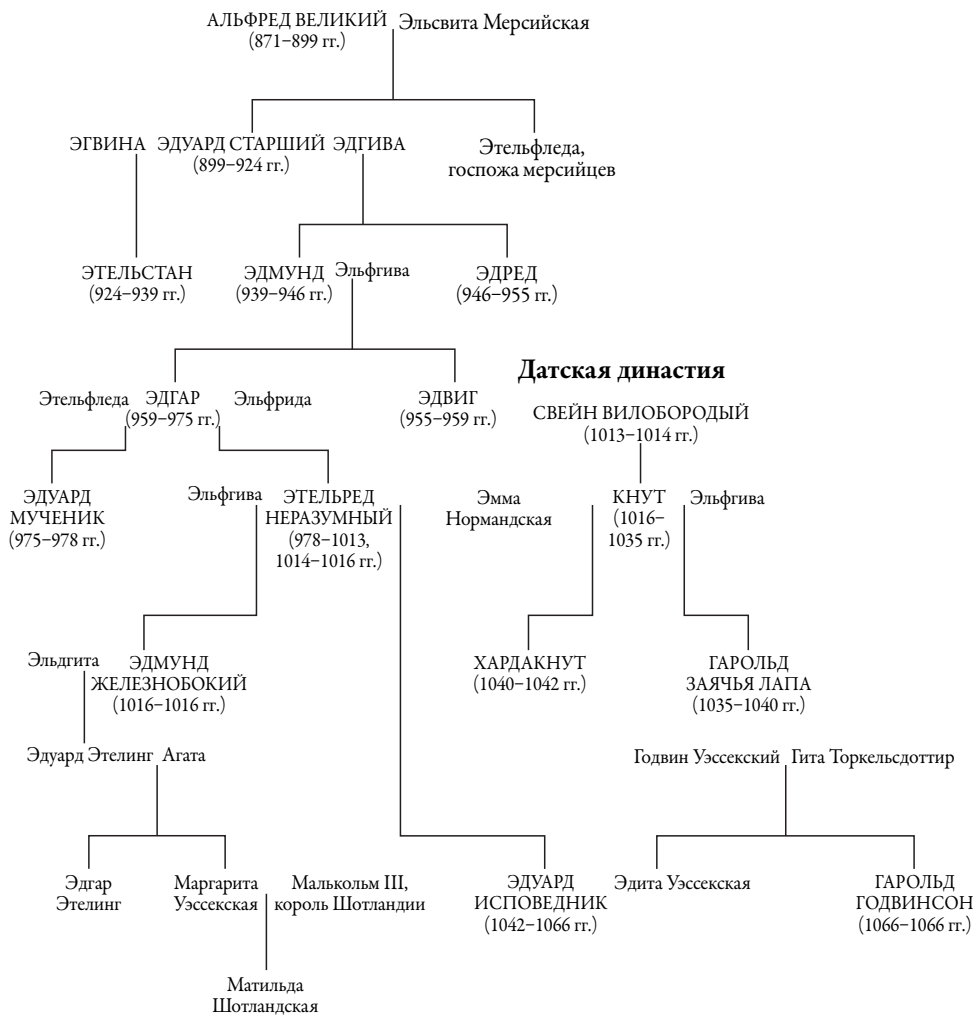 АЛЬФРЕД ВЕЛИКИЙ Эльсвита Мерсийская
(871–899 гг.)
ЭГВИНА ЭДУАРД СТАРШИЙ ЭДГИВА
(899–924 гг.)
Этельфледа,
госпожа мерсийцев
ЭТЕЛЬСТАН
(924–939 гг.)
ЭДМУНД Эльфгива
(939–946 гг.)
ЭДРЕД
(946–955 гг.)
Датская династия
Этельфледа ЭДГАР Эльфрида
(959–975 гг.)
ЭДВИГ
(955–959 гг.)
СВЕЙН ВИЛОБОРОДЫЙ
(1013–1014 гг.)
ЭДУАРД
МУЧЕНИК
(975–978 гг.)
Эльфгива
ЭТЕЛЬРЕД
НЕРАЗУМНЫЙ
(978–1013,
1014–1016 гг.)
Эмма
Нормандская
КНУТ
(1016–
1035 гг.)
Эльфгива
Эльдгита
ЭДМУНД
ЖЕЛЕЗНОБОКИЙ
(1016–1016 гг.)
ХАРДАКНУТ
(1040–1042 гг.)
ГАРОЛЬД
ЗАЯЧЬЯ ЛАПА
(1035–1040 гг.)
Эдуард Этелинг Агата
Годвин Уэссекский Гита Торкельсдоттир
Эдгар
Этелинг
Маргарита
Уэссекская
Малькольм III,
король Шотландии
ЭДУАРД
ИСПОВЕДНИК
(1042–1066 гг.)
Эдита Уэссекская
ГАРОЛЬД
ГОДВИНСОН
(1066–1066 гг.)
Матильда
Шотландская